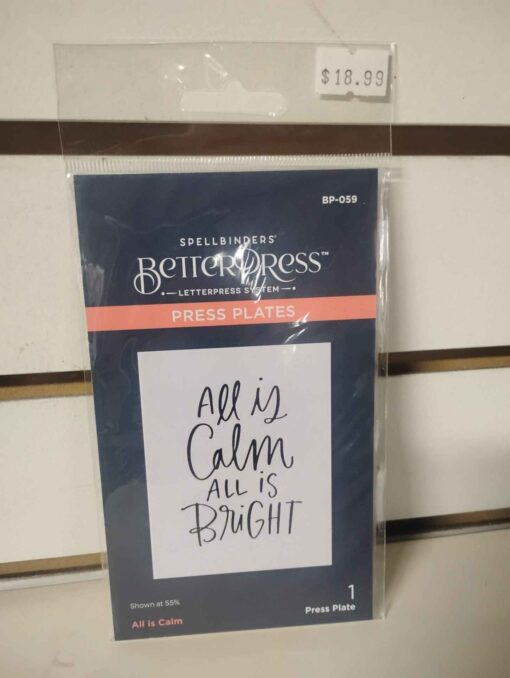 $18.99
BP-059
SPELLBINDERS®
BETTERPRESS™
LETTERPRESS SYSTEM
PRESS PLATES
All is
Calm
ALL iS
BRiGHT
Shown at 55%
All is Calm
1
Press Plate